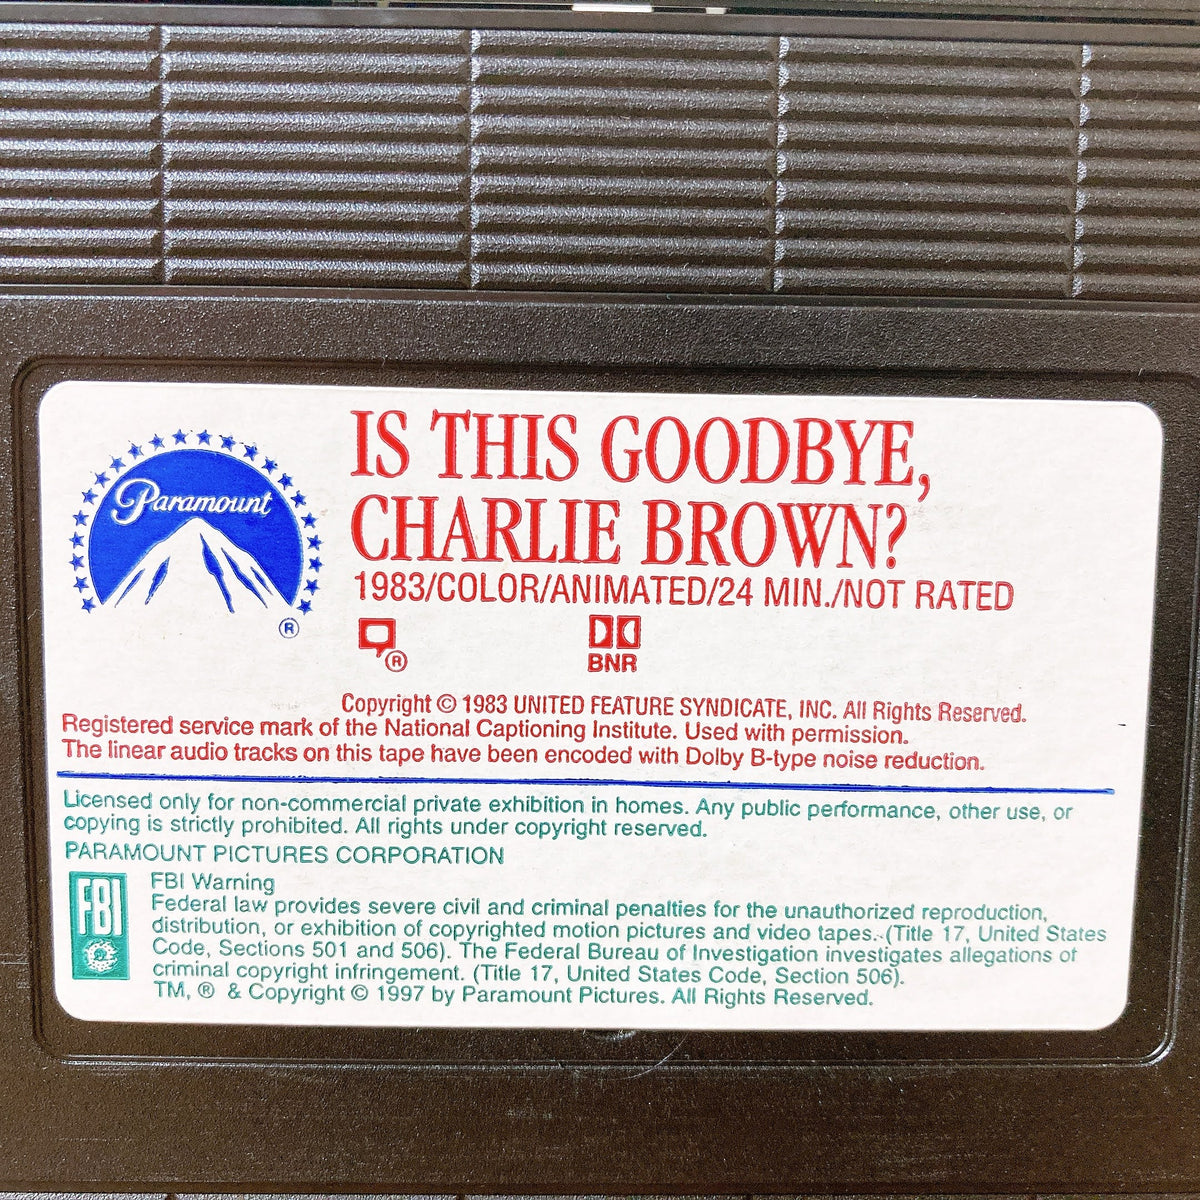 Paramount
®
IS THIS GOODBYE,
CHARLIE BROWN?
1983/COLOR/ANIMATED/24 MIN./NOT RATED
®
BNR
Copyright © 1983 UNITED FEATURE SYNDICATE, INC. All Rights Reserved.
Registered service mark of the National Captioning Institute. Used with permission.
The linear audio tracks on this tape have been encoded with Dolby B-type noise reduction.
Licensed only for non-commercial private exhibition in homes. Any public performance, other use, or
copying is strictly prohibited. All rights under copyright reserved.
PARAMOUNT PICTURES CORPORATION
FBI
FBI Warning
Federal law provides severe civil and criminal penalties for the unauthorized reproduction,
distribution, or exhibition of copyrighted motion pictures and video tapes. (Title 17, United States
Code, Sections 501 and 506). The Federal Bureau of Investigation investigates allegations of
criminal copyright infringement. (Title 17, United States Code, Section 506).
TM, ® & Copyright © 1997 by Paramount Pictures. All Rights Reserved.